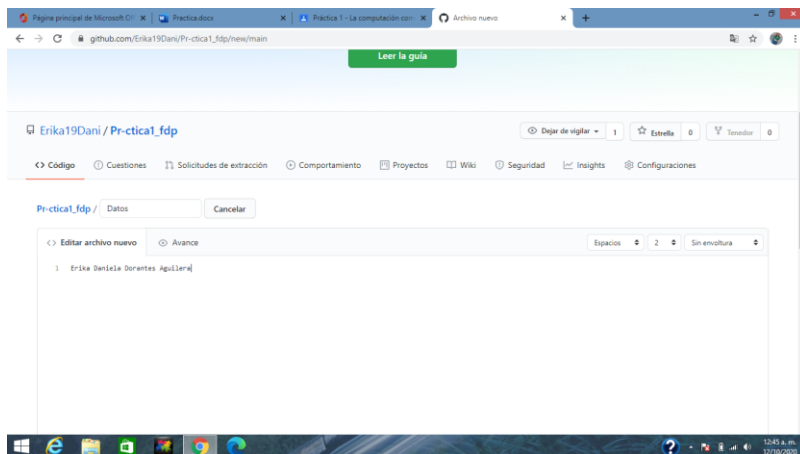 Página principal de Microsoft Of
Practica.docx
Práctica 1 - La computación com
Archivo nuevo
github.com/Erika19Dani/Pr-ctica1_fdp/new/main
Leer la guía
Erika19Dani / Pr-ctica1_fdp
Dejar de vigilar 1
Estrella 0
Tenedor 0
<> Código
Cuestiones
Solicitudes de extracción
Comportamiento
Proyectos
Wiki
Seguridad
Insights
Configuraciones
Pr-ctica1_fdp / Datos Cancelar
<> Editar archivo nuevo
Avance
Espacios 2 Sin envoltura
1 Erika Daniela Dorantes Aguilera
12:45 a. m.
12/10/2020